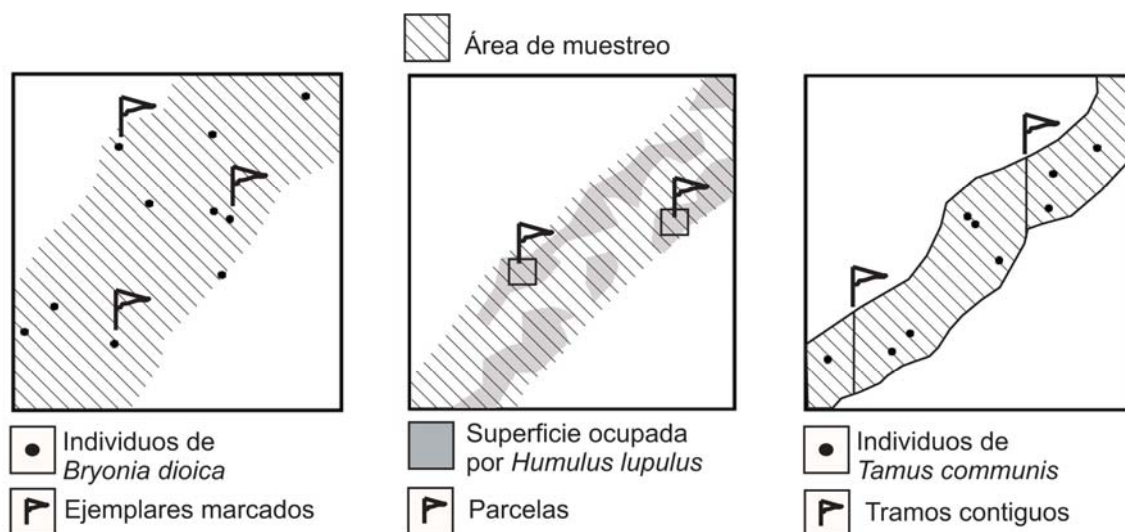 Área de muestreo
Individuos de
Bryonia dioica
Ejemplares marcados
Superficie ocupada
por Humulus lupulus
Parcelas
Individuos de
Tamus communis
Tramos contiguos